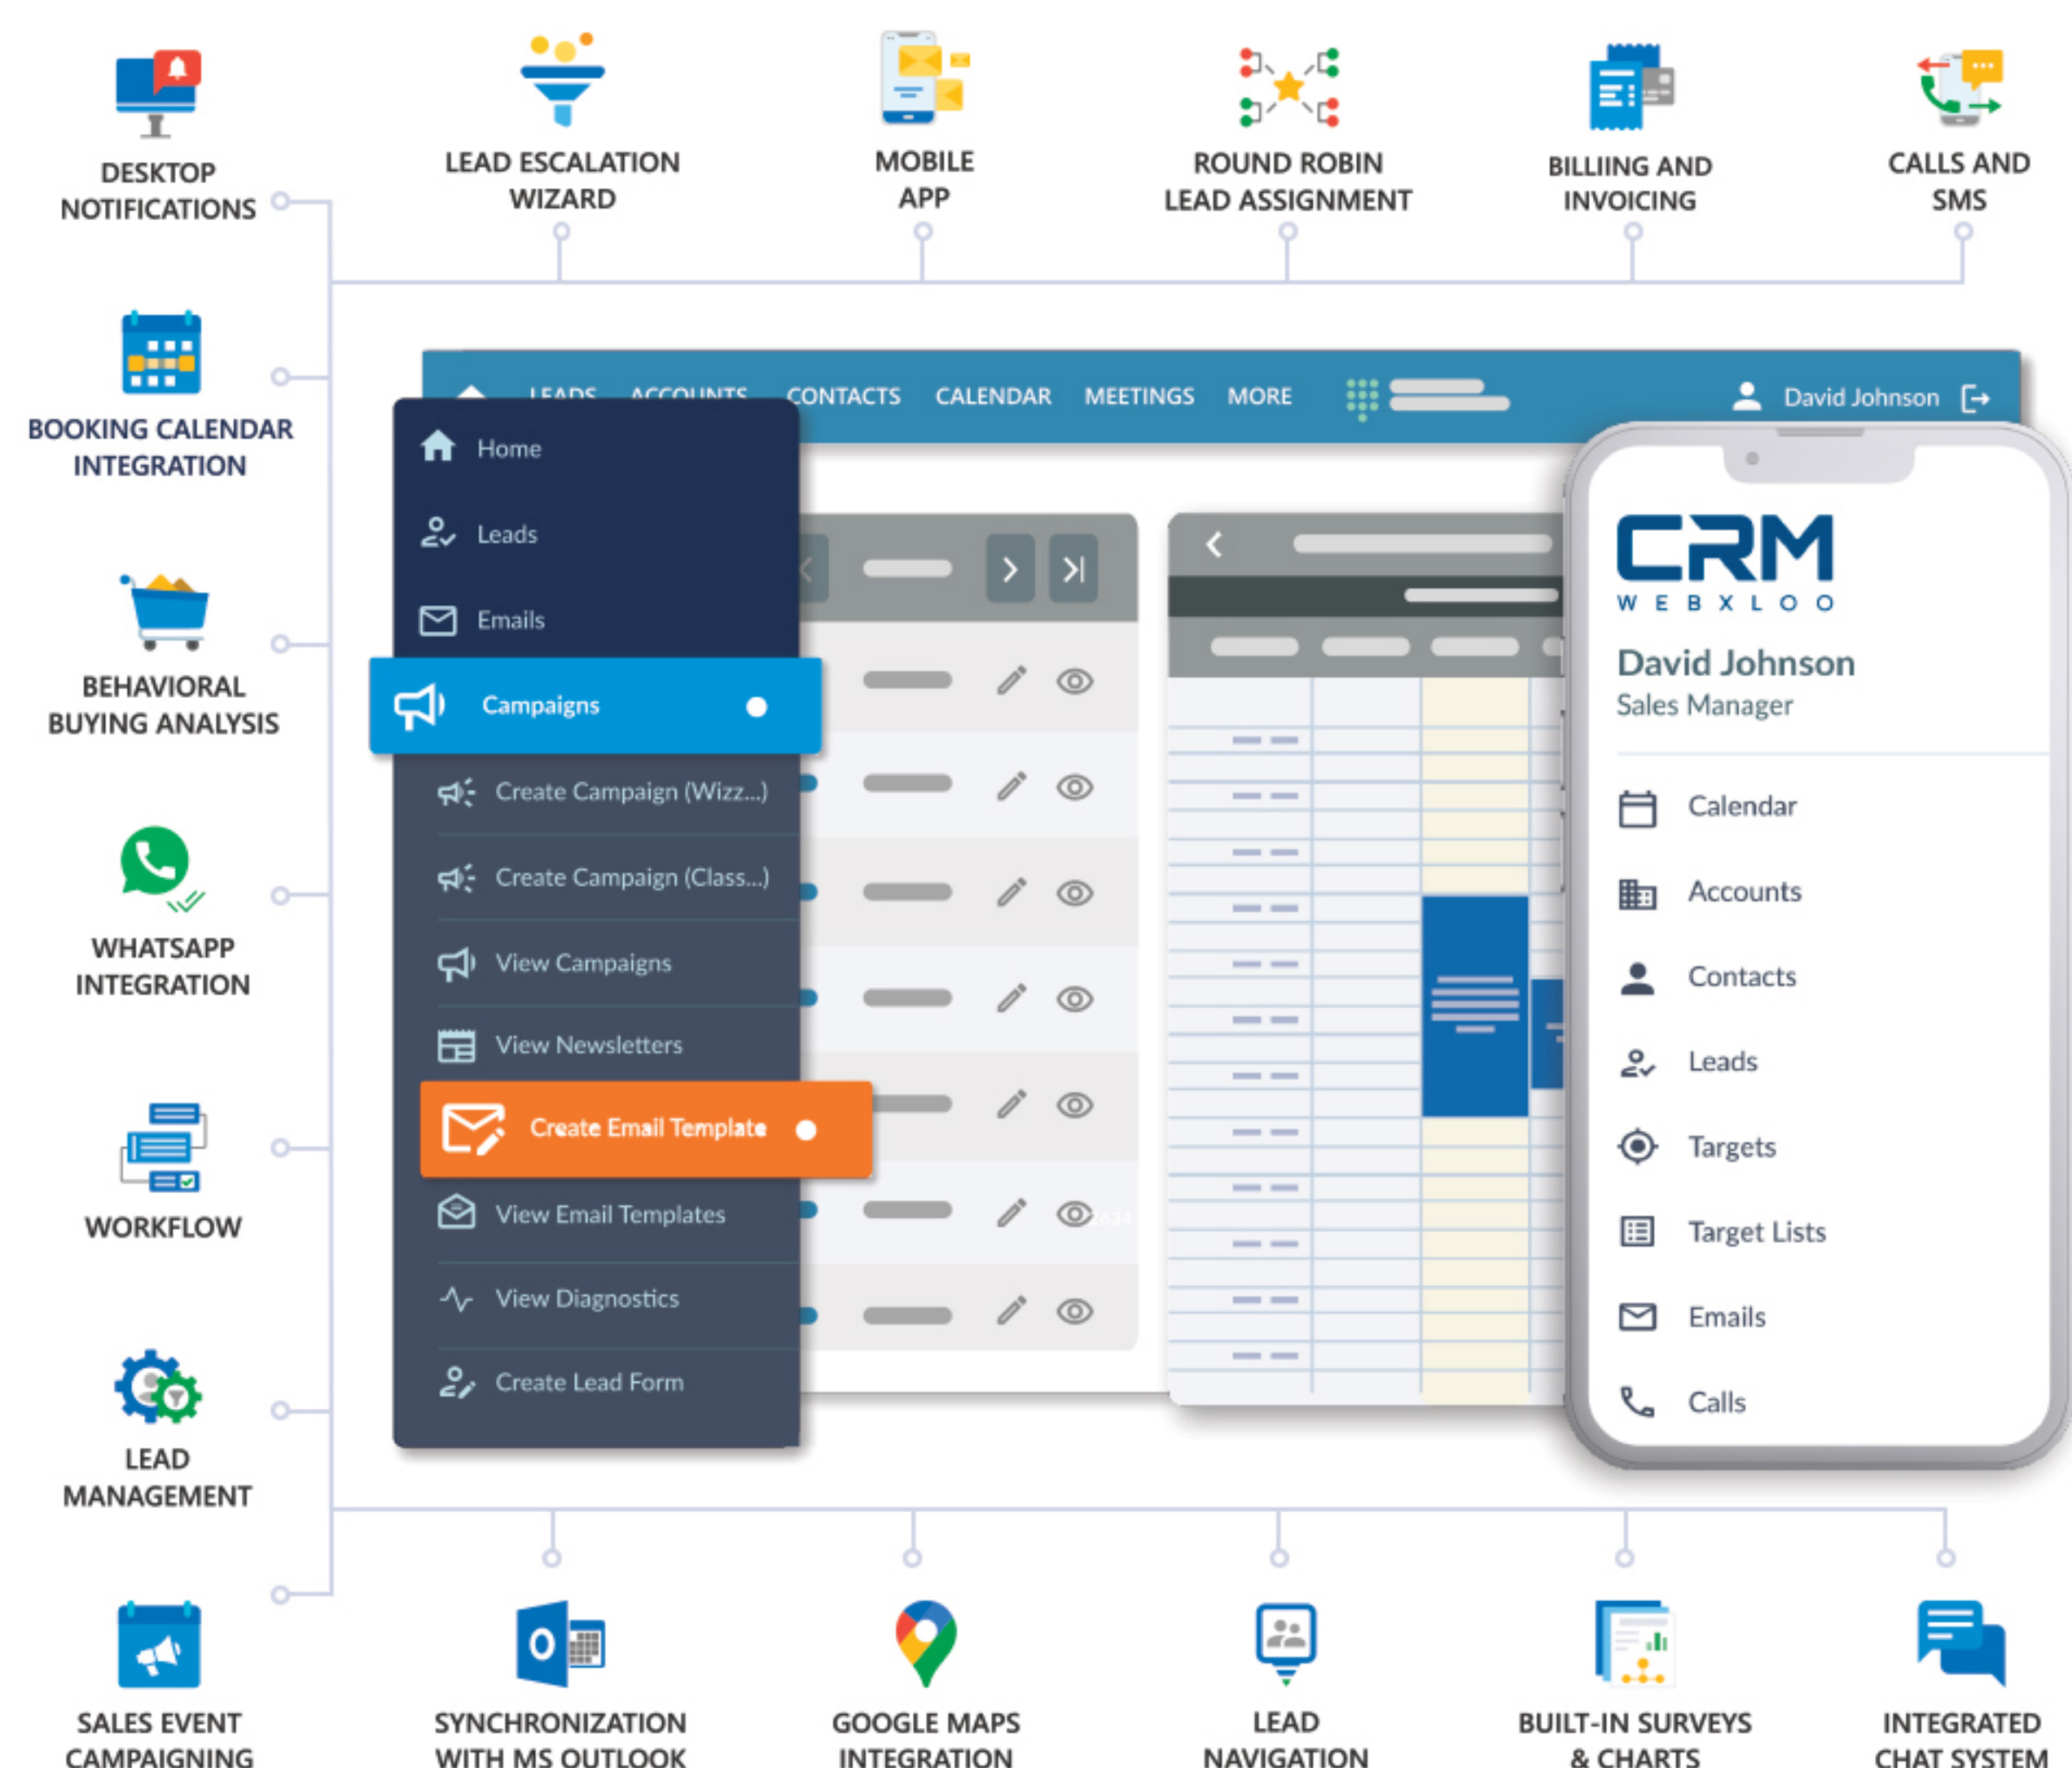 DESKTOP
NOTIFICATIONS
LEAD ESCALATION
WIZARD
MOBILE
APP
ROUND ROBIN
LEAD ASSIGNMENT
BILLIING AND
INVOICING
CALLS AND
SMS
BOOKING CALENDAR
INTEGRATION
BEHAVIORAL
BUYING ANALYSIS
WHATSAPP
INTEGRATION
WORKFLOW
LEAD
MANAGEMENT
LEADS ACCOUNTS CONTACTS CALENDAR MEETINGS MORE David Johnson
Home
Leads
Emails
Campaigns
Create Campaign (Wizz...)
Create Campaign (Class...)
View Campaigns
View Newsletters
Create Email Template
View Email Templates
View Diagnostics
Create Lead Form
2634
CRM
WEBXLOO
David Johnson
Sales Manager
Calendar
Accounts
Contacts
Leads
Targets
Target Lists
Emails
Calls
SALES EVENT
CAMPAIGNING
SYNCHRONIZATION
WITH MS OUTLOOK
GOOGLE MAPS
INTEGRATION
LEAD
NAVIGATION
BUILT-IN SURVEYS
& CHARTS
INTEGRATED
CHAT SYSTEM